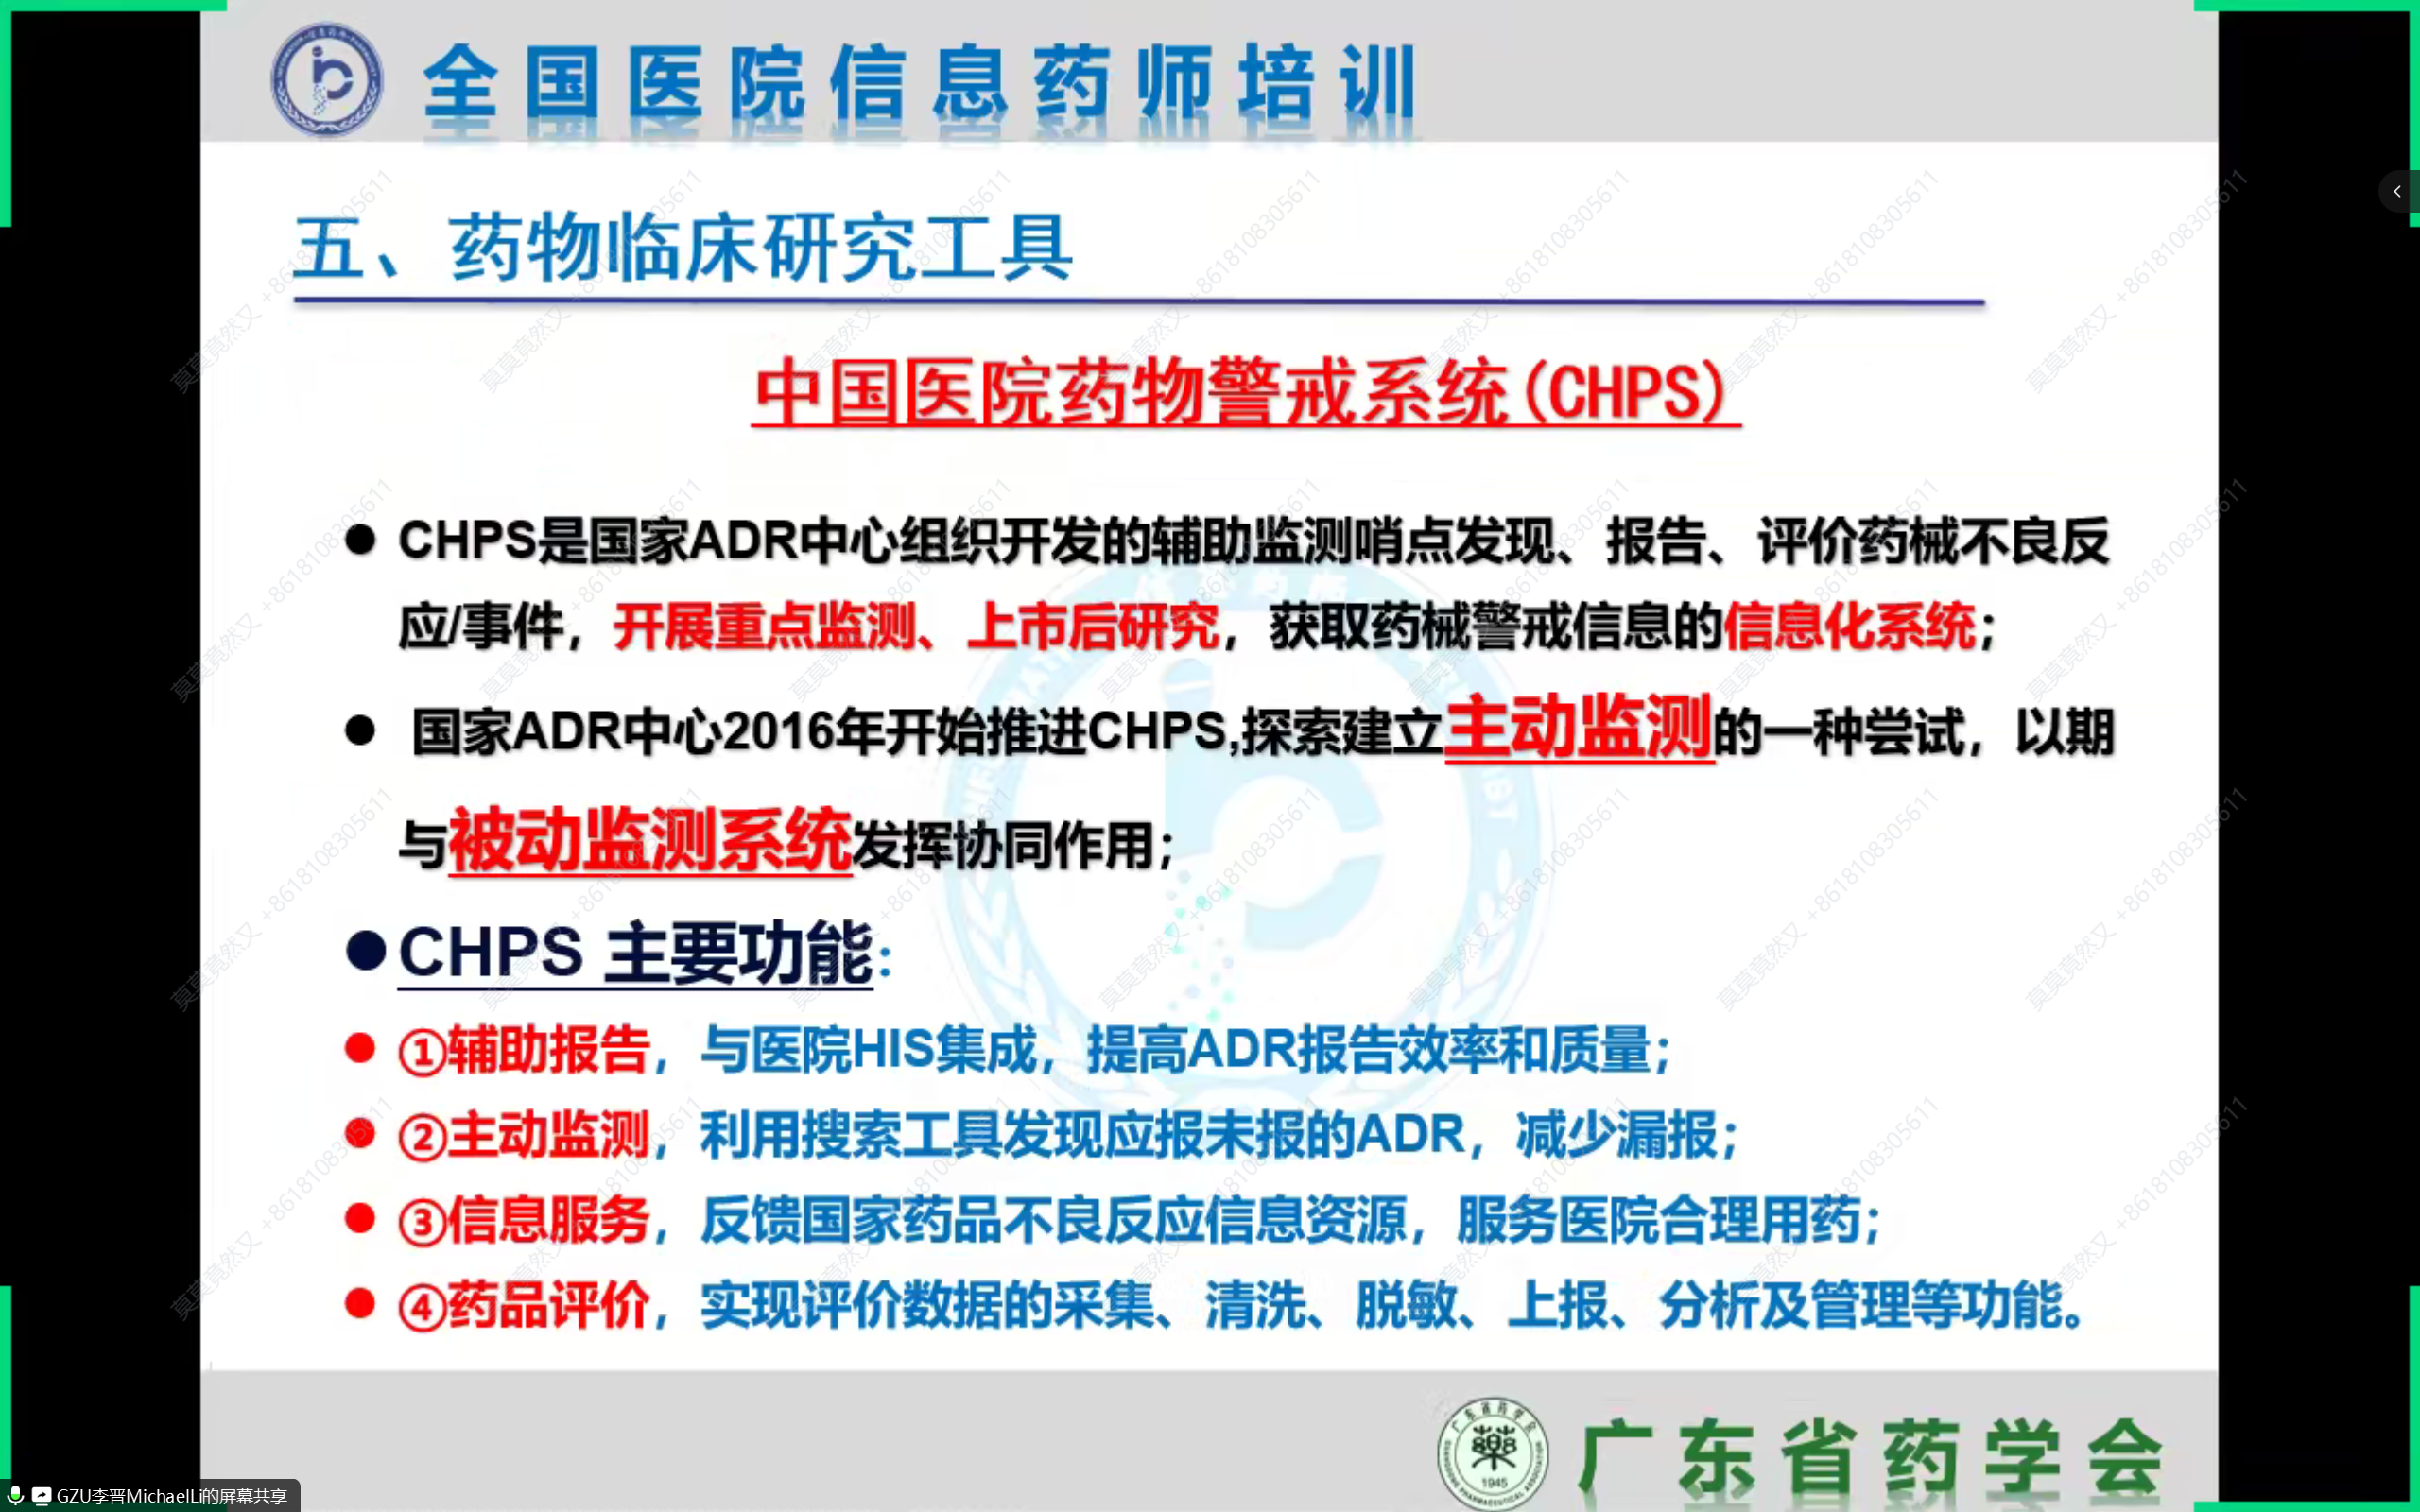 全国医院信息药师培训
五、药物临床研究工具
中国医院药物警戒系统(CHPS)
● CHPS是国家ADR中心组织开发的辅助监测哨点发现、报告、评价药械不良反
应/事件，开展重点监测、上市后研究，获取药械警戒信息的信息化系统；
● 国家ADR中心2016年开始推进CHPS,探索建立主动监测的一种尝试，以期
与被动监测系统发挥协同作用；
● CHPS 主要功能：
● ①辅助报告，与医院HIS集成，提高ADR报告效率和质量；
● ②主动监测，利用搜索工具发现应报未报的ADR，减少漏报；
● ③信息服务，反馈国家药品不良反应信息资源，服务医院合理用药；
● ④药品评价，实现评价数据的采集、清洗、脱敏、上报、分析及管理等功能。
广东省药学会
藥
1945
广东省药学会
GZU李晋MichaelLi的屏幕共享
莫莫竟然又 +8618108305611